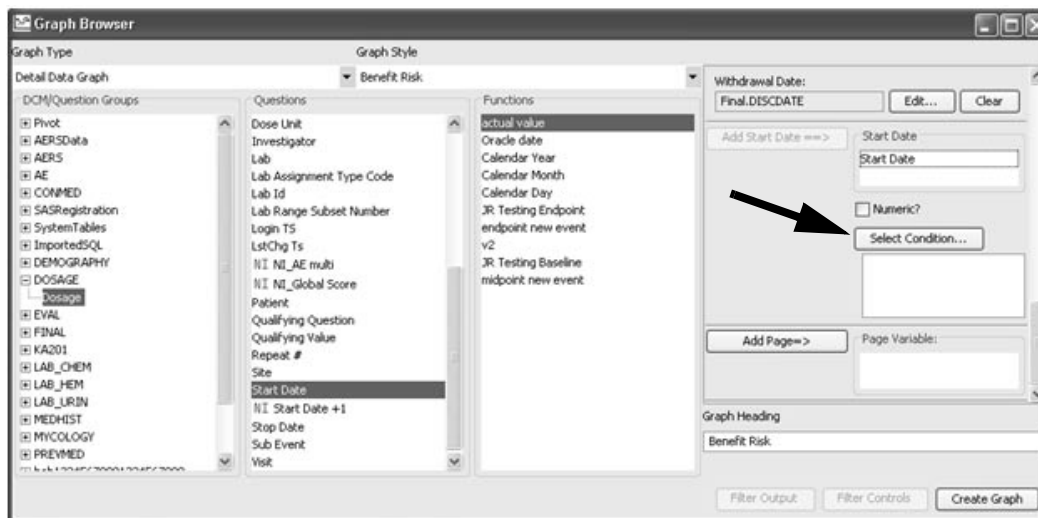 Graph Browser
Graph Type
Graph Style
Detail Data Graph
Benefit Risk
DCM/Question Groups
Pivot
AERSData
AERS
AE
CONMED
SASRegistration
SystemTables
ImportedSQL
DEMOGRAPHY
DOSAGE
Dosage
EVAL
FINAL
KA201
LAB_CHEM
LAB_HEM
LAB_URIN
MEDHIST
MYCOLOGY
PREVMED
Questions
Dose Unit
Investigator
Lab
Lab Assignment Type Code
Lab Id
Lab Range Subset Number
Login TS
LstChg Ts
NI NI_AE multi
NI NI_Global Score
Patient
Qualifying Question
Qualifying Value
Repeat #
Site
Start Date
NI Start Date +1
Stop Date
Sub Event
Visit
Functions
actual value
Oracle date
Calendar Year
Calendar Month
Calendar Day
JR Testing Endpoint
endpoint new event
v2
JR Testing Baseline
midpoint new event
Withdrawal Date:
Final.DISCDATE
Edit...
Clear
Add Start Date ==>
Start Date
Start Date
Numeric?
Select Condition...
Add Page=>
Page Variable:
Graph Heading
Benefit Risk
Filter Output
Filter Controls
Create Graph